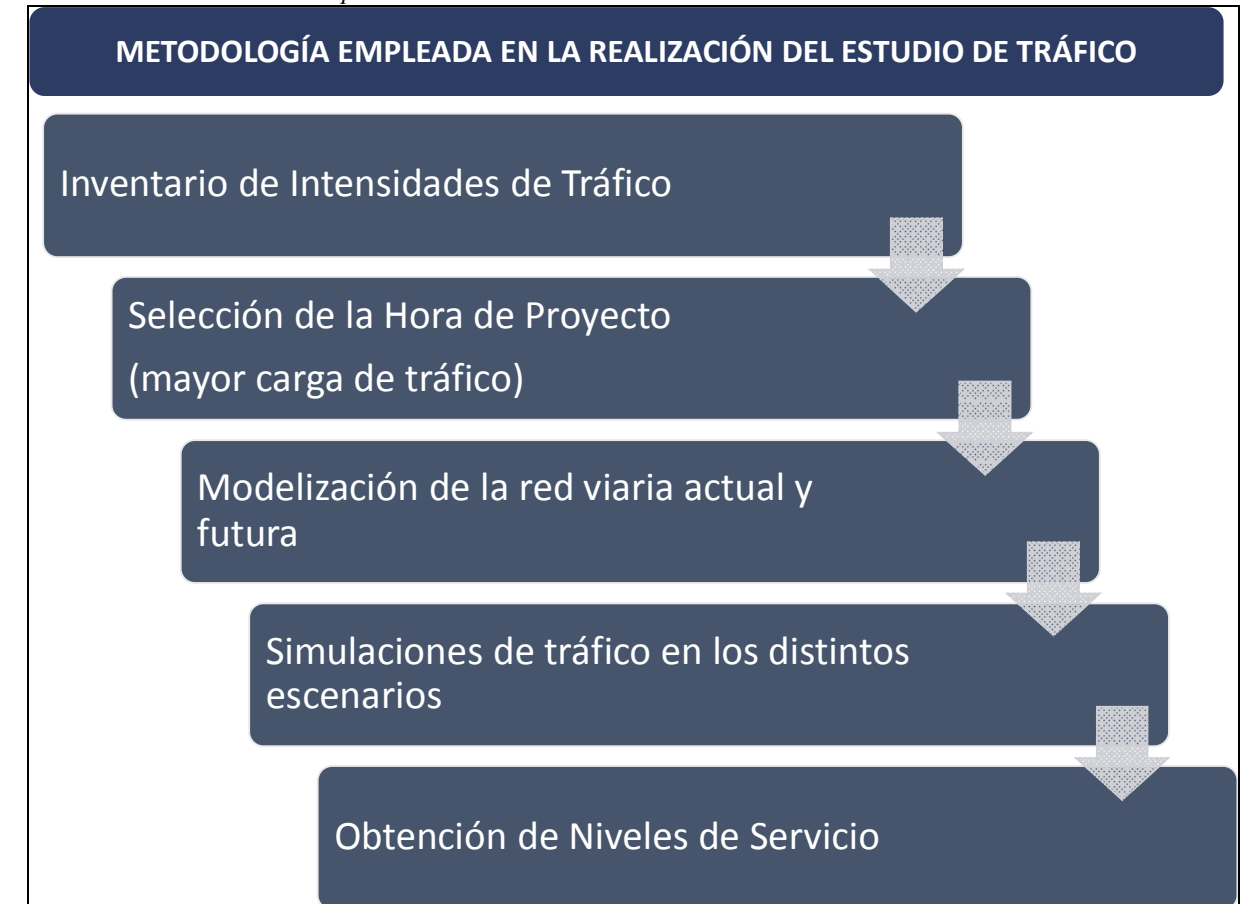 METODOLOGÍA EMPLEADA EN LA REALIZACIÓN DEL ESTUDIO DE TRÁFICO
Inventario de Intensidades de Tráfico
Selección de la Hora de Proyecto
(mayor carga de tráfico)
Modelización de la red viaria actual y
futura
Simulaciones de tráfico en los distintos
escenarios
Obtención de Niveles de Servicio